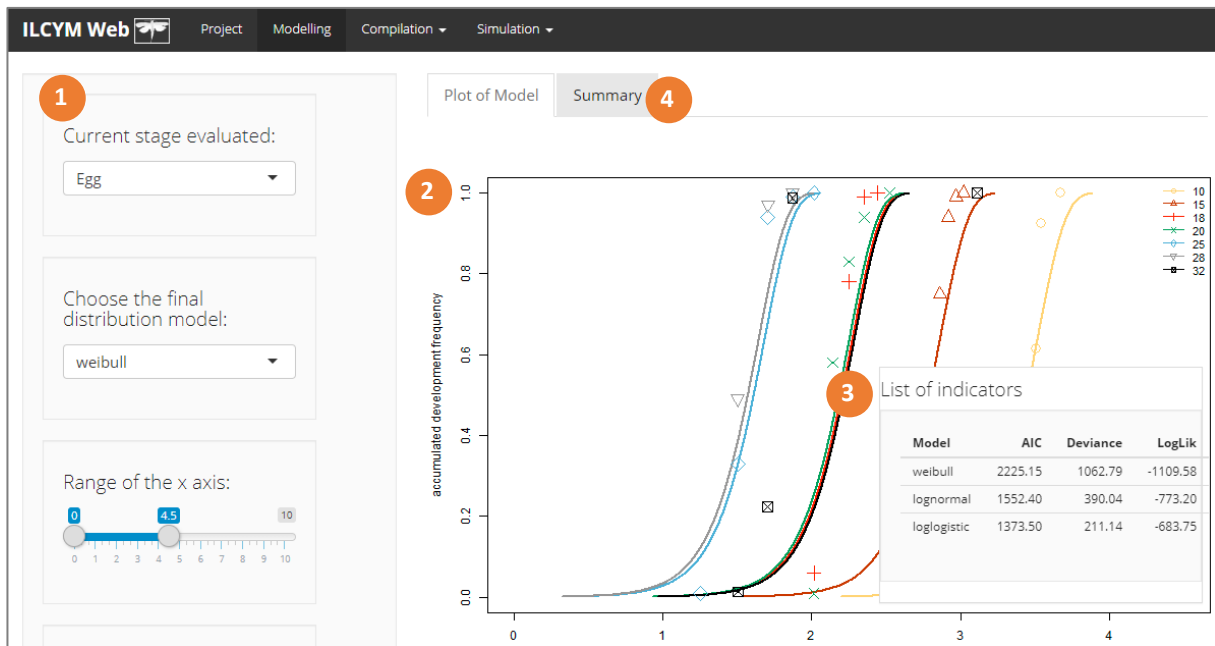 ILCYM Web Project Modelling Compilation Simulation
1
Current stage evaluated:
Egg
Choose the final
distribution model:
weibull
Range of the x axis:
0 4.5 10
0 1 2 3 4 5 6 7 8 9 10
Plot of Model Summary 4
2
accumulated development frequency
1.0
0.8
0.6
0.4
0.2
0.0
0 1 2 3 4
10
15
18
20
25
28
32
3
List of indicators
Model AIC Deviance LogLik
weibull 2225.15 1062.79 -1109.58
lognormal 1552.40 390.04 -773.20
loglogistic 1373.50 211.14 -683.75